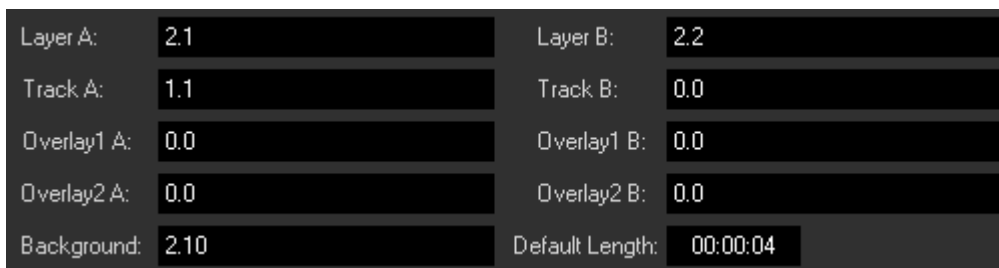 Layer A: 2.1 Layer B: 2.2
Track A: 1.1 Track B: 0.0
Overlay1 A: 0.0 Overlay1 B: 0.0
Overlay2 A: 0.0 Overlay2 B: 0.0
Background: 2.10 Default Length: 00:00:04